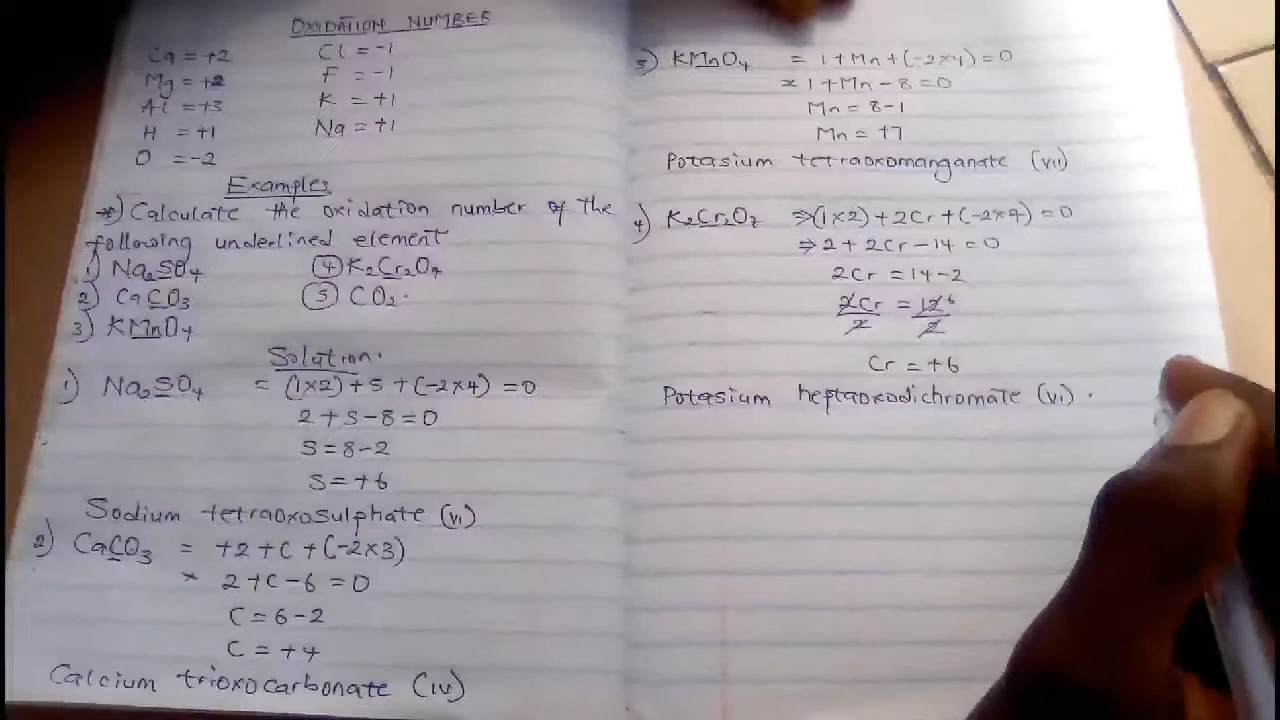 OXIDATION NUMBER
Ca = +2 Cl = -1
Mg = +2 F = -1
Al = +3 K = +1
H = +1 Na = +1
O = -2
Examples
*) Calculate the oxidation number of the
following underlined element
1) Na2SO4 (4) K2Cr2O7
2) CaCO3 (5) CO2.
3) KMnO4
Solution.
1) Na2SO4 = (1x2) + S + (-2x4) = 0
2 + S - 8 = 0
S = 8 - 2
S = +6
Sodium tetraoxosulphate (vi)
2) CaCO3 = +2 + C + (-2x3)
* 2 + C - 6 = 0
C = 6 - 2
C = +4
Calcium trioxocarbonate (iv)
3) KMnO4 = 1 + Mn + (-2x4) = 0
= 1 + Mn - 8 = 0
Mn = 8 - 1
Mn = +7
Potasium tetraoxomanganate (vii)
4) K2Cr2O7 => (1x2) + 2Cr + (-2x7) = 0
=> 2 + 2Cr - 14 = 0
2Cr = 14 - 2
2Cr = 12 6
2 2
Cr = +6
Potasium heptaoxodichromate (vi).